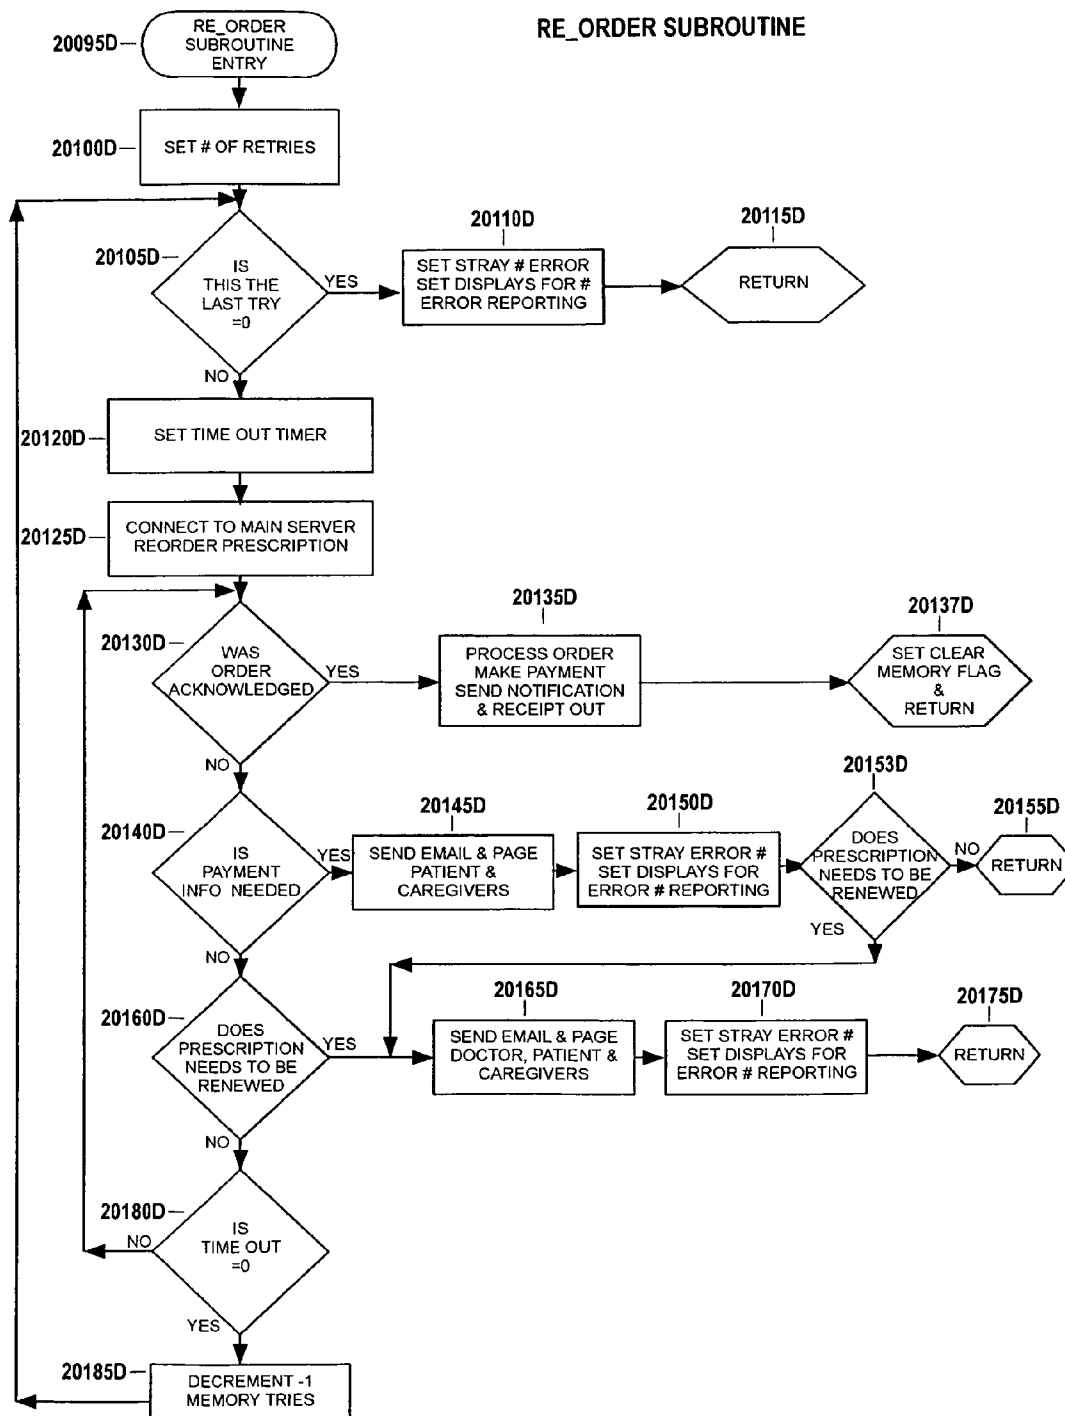 RE_ORDER SUBROUTINE
20095D
RE_ORDER
SUBROUTINE
ENTRY
20100D
SET # OF RETRIES
20105D
IS
THIS THE
LAST TRY
=0
YES
NO
20110D
SET STRAY # ERROR
SET DISPLAYS FOR #
ERROR REPORTING
20115D
RETURN
20120D
SET TIME OUT TIMER
20125D
CONNECT TO MAIN SERVER
REORDER PRESCRIPTION
20130D
WAS
ORDER
ACKNOWLEDGED
YES
NO
20135D
PROCESS ORDER
MAKE PAYMENT
SEND NOTIFICATION
& RECEIPT OUT
20137D
SET CLEAR
MEMORY FLAG
&
RETURN
20140D
IS
PAYMENT
INFO NEEDED
YES
NO
20145D
SEND EMAIL & PAGE
PATIENT
& CAREGIVERS
20150D
SET STRAY ERROR #
SET DISPLAYS FOR
ERROR # REPORTING
20153D
DOES
PRESCRIPTION
NEEDS TO BE
RENEWED
NO
YES
20155D
RETURN
20160D
DOES
PRESCRIPTION
NEEDS TO BE
RENEWED
YES
NO
20165D
SEND EMAIL & PAGE
DOCTOR, PATIENT &
CAREGIVERS
20170D
SET STRAY ERROR #
SET DISPLAYS FOR
ERROR # REPORTING
20175D
RETURN
20180D
IS
TIME OUT
=0
NO
YES
20185D
DECREMENT -1
MEMORY TRIES